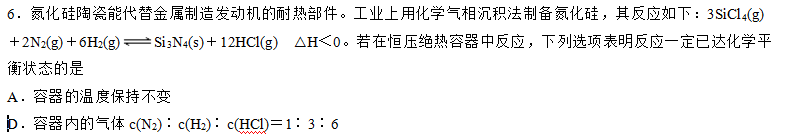 6．氮化硅陶瓷能代替金属制造发动机的耐热部件。工业上用化学气相沉积法制备氮化硅，其反应如下：3SiCl₄(g)
＋2N₂(g)＋6H₂(g)⇌Si₃N₄(s)＋12HCl(g) △H＜0。若在恒压绝热容器中反应，下列选项表明反应一定已达化学平
衡状态的是
A．容器的温度保持不变
D．容器内的气体 c(N₂)∶c(H₂)∶c(HCl)＝1∶3∶6